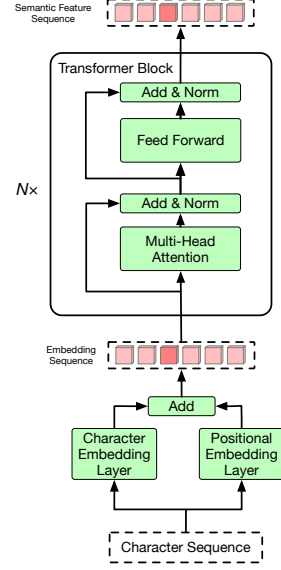 Semantic Feature
Sequence
Transformer Block
Add & Norm
Feed Forward
N×
Add & Norm
Multi-Head
Attention
Embedding
Sequence
Add
Character
Embedding
Layer
Positional
Embedding
Layer
Character Sequence